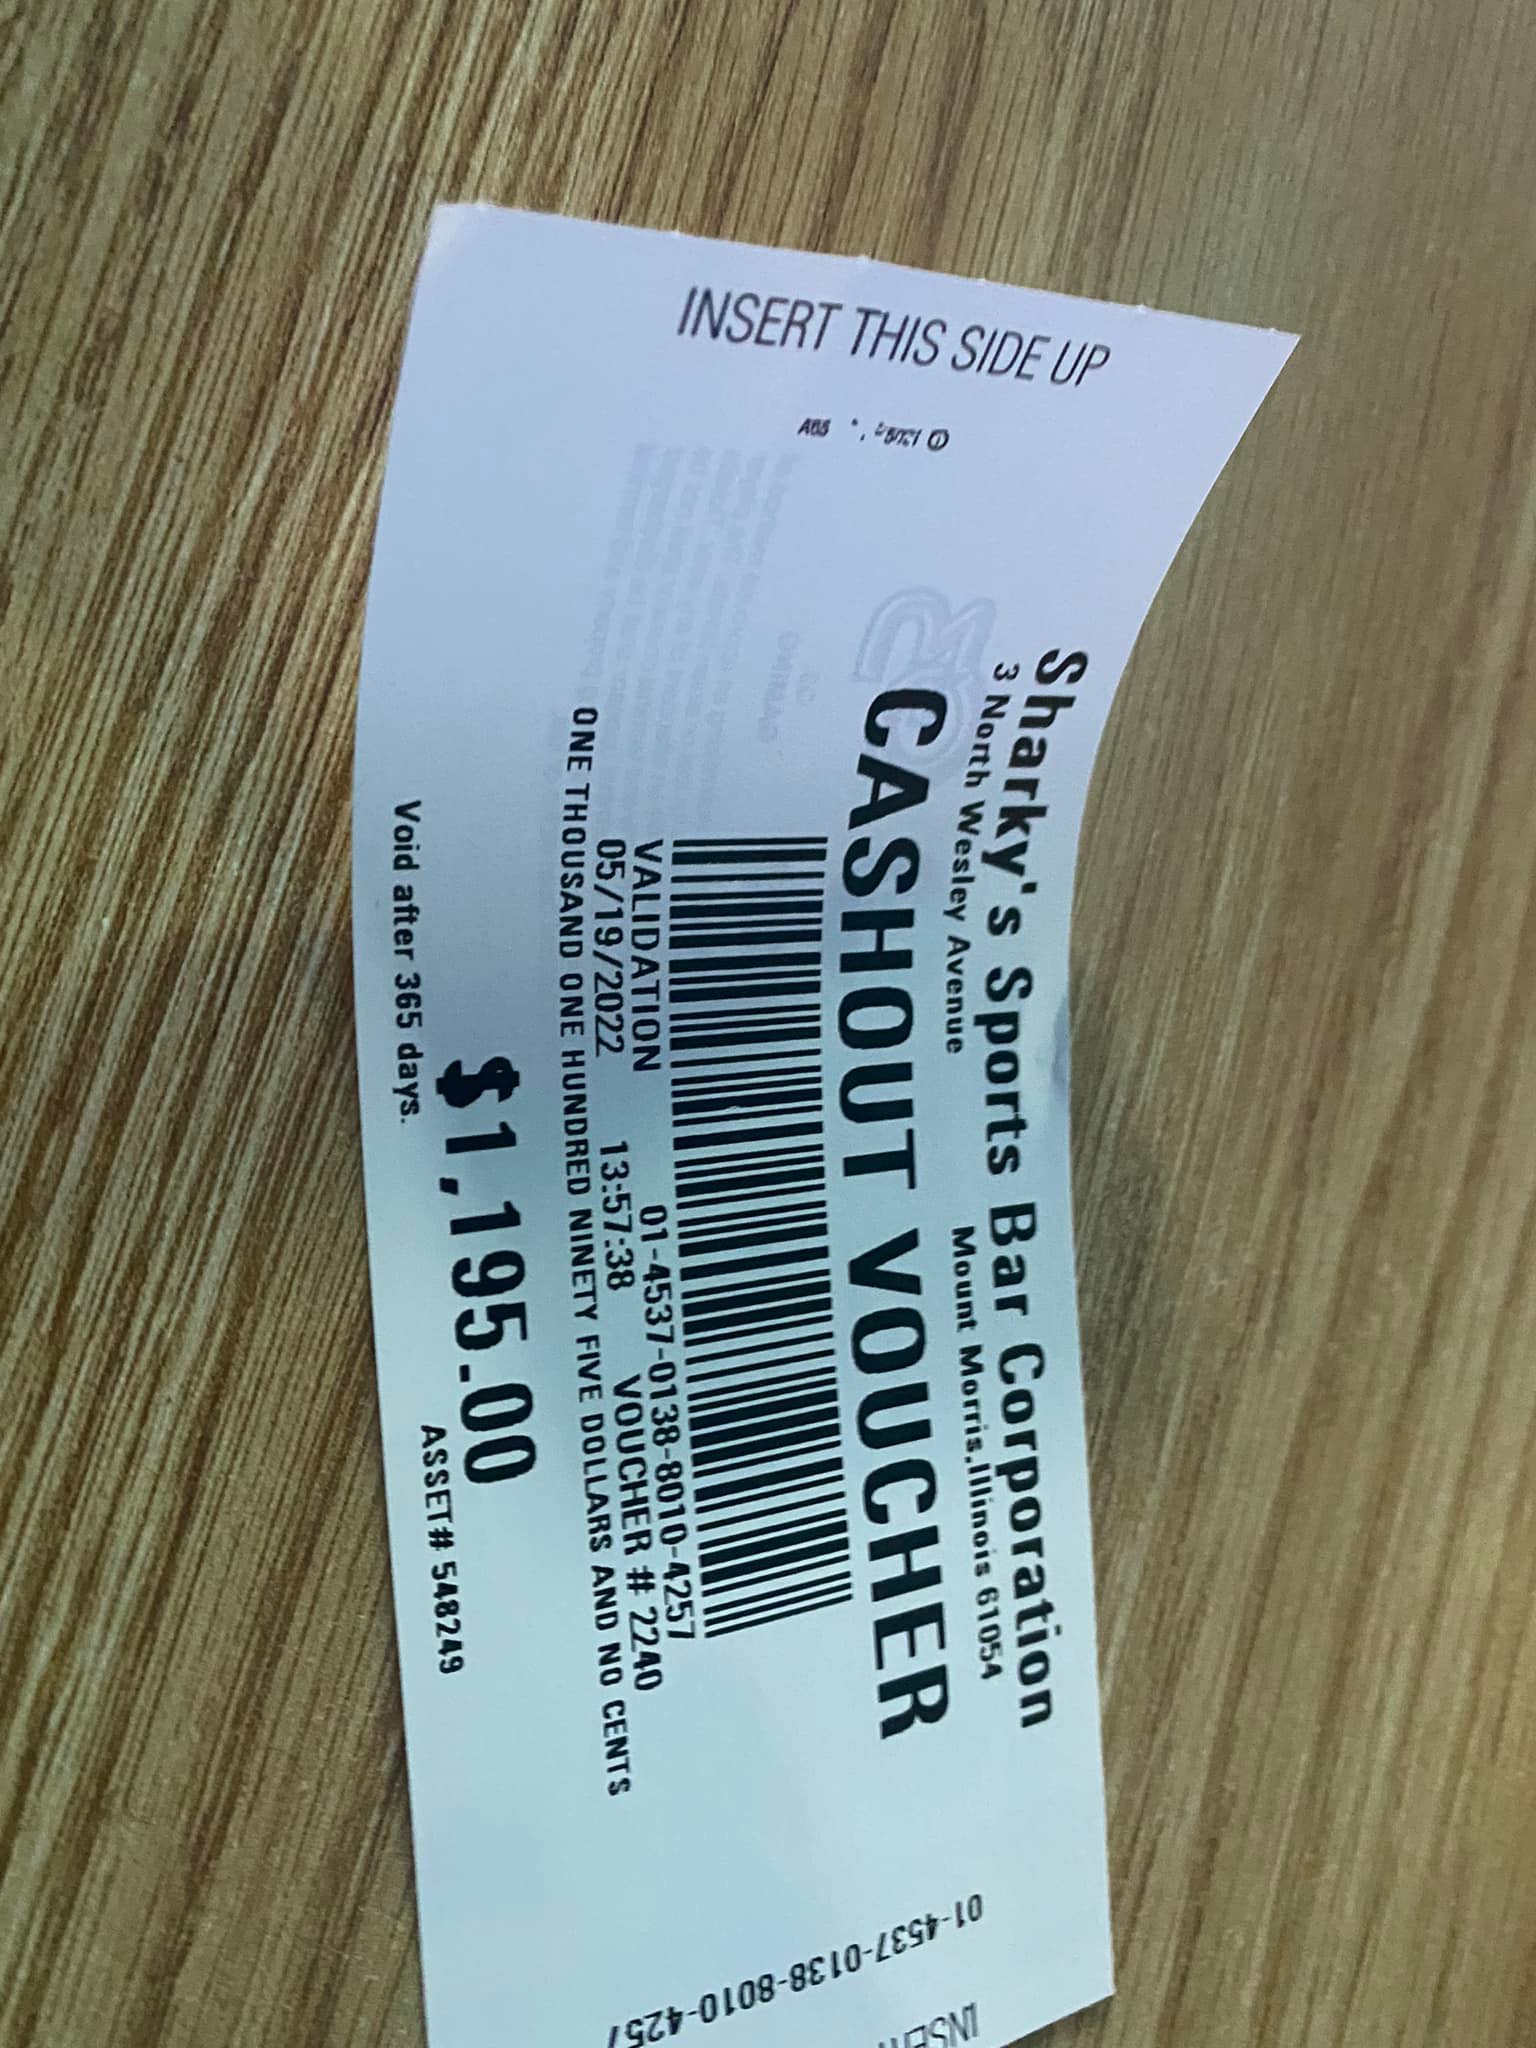 INSERT THIS SIDE UP
Sharky's Sports Bar Corporation
3 North Wesley Avenue Mount Morris,Illinois 61054
CASHOUT VOUCHER
VALIDATION 01-4537-0138-8010-4257
05/19/2022 13:57:38 VOUCHER # 2240
ONE THOUSAND ONE HUNDRED NINETY FIVE DOLLARS AND NO CENTS
$1,195.00
Void after 365 days. ASSET# 548249
01-4537-0138-8010-4257